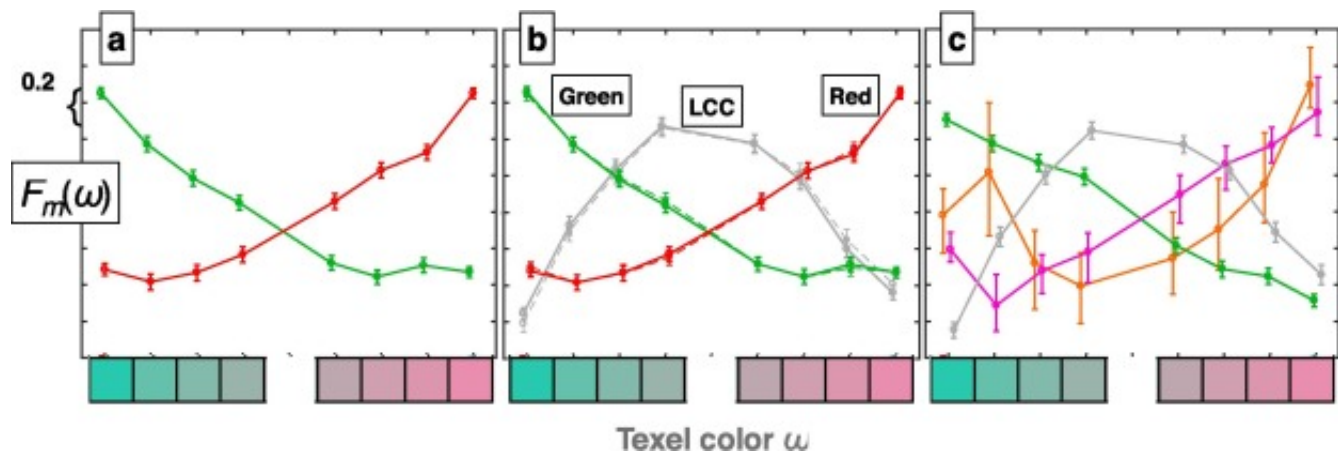 a
b
c
0.2
{
Green
LCC
Red
Fm(ω)
Texel color ω